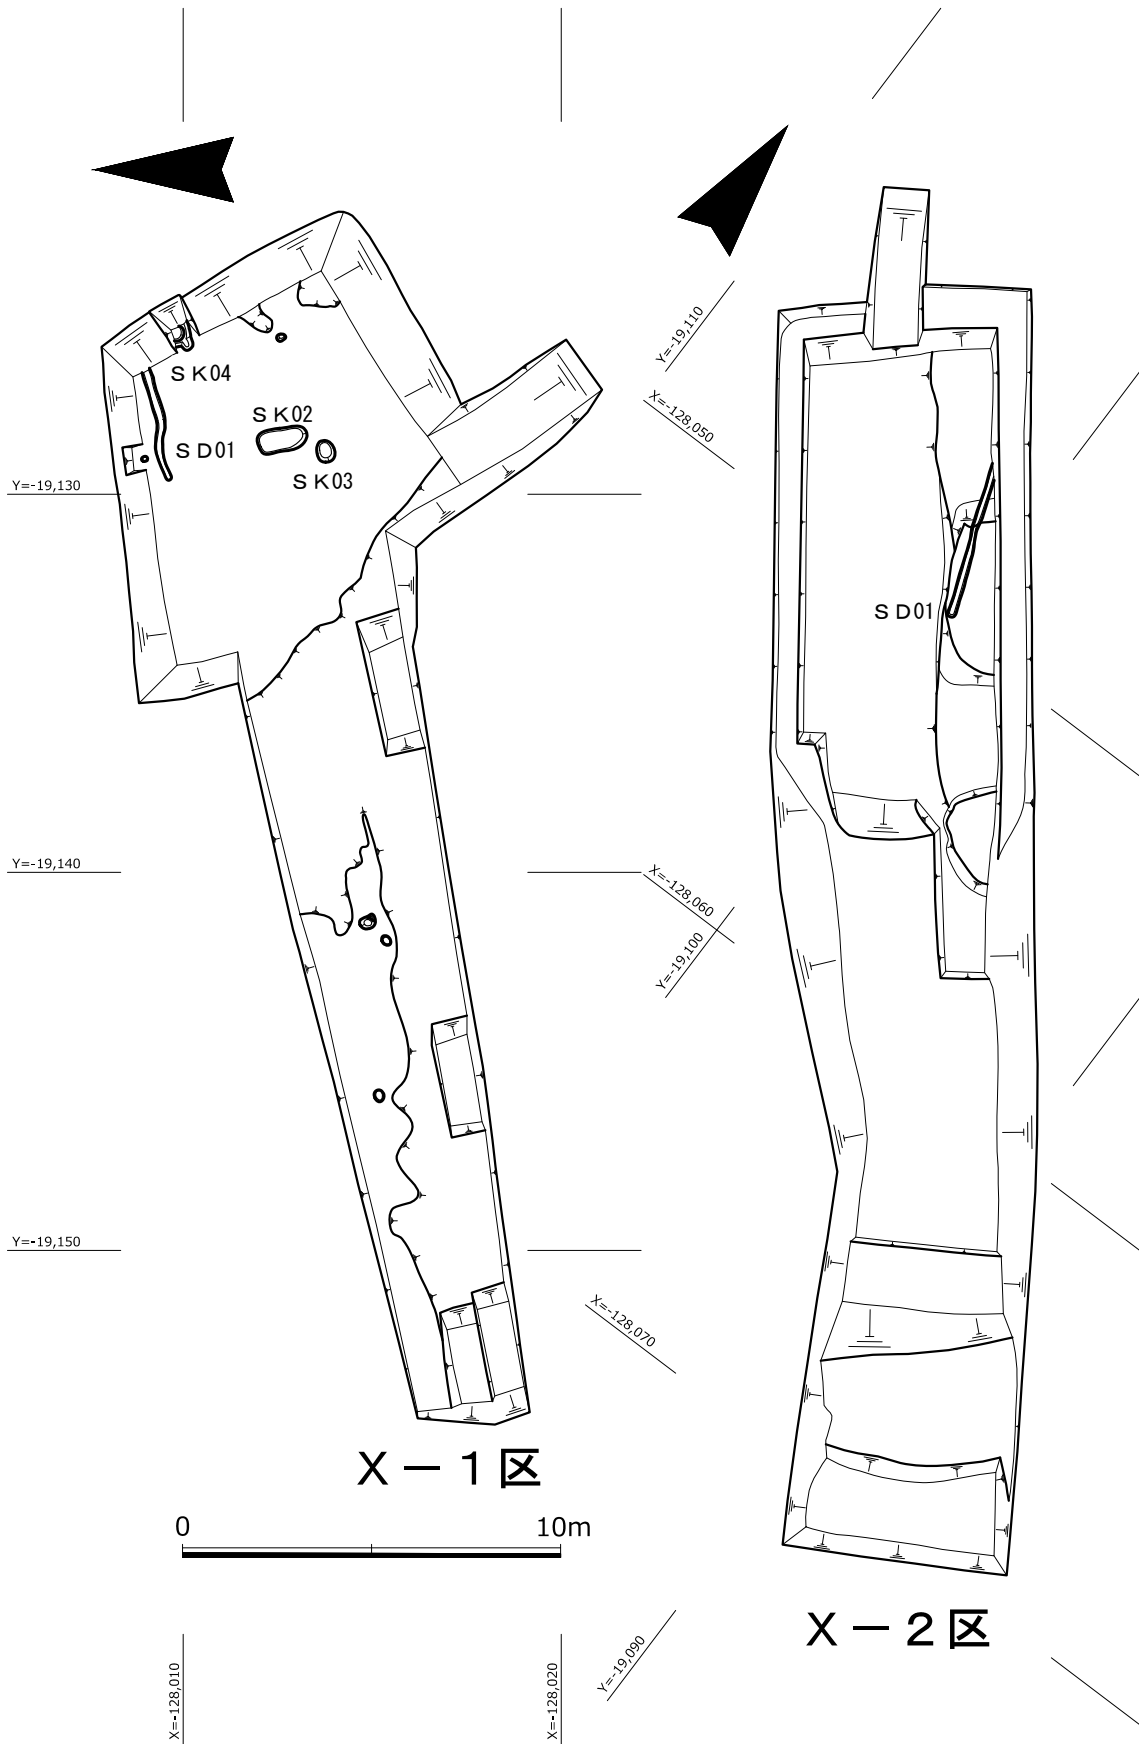 Y=-19,110
X=-128,050
SK04
SK02
SD01
SK03
Y=-19,130
SD01
Y=-19,140
X=-128,060
Y=-19,100
Y=-19,150
X=-128,070
X－1区
0 10m
X－2区
Y=-19,090
X=-128,010
X=-128,020